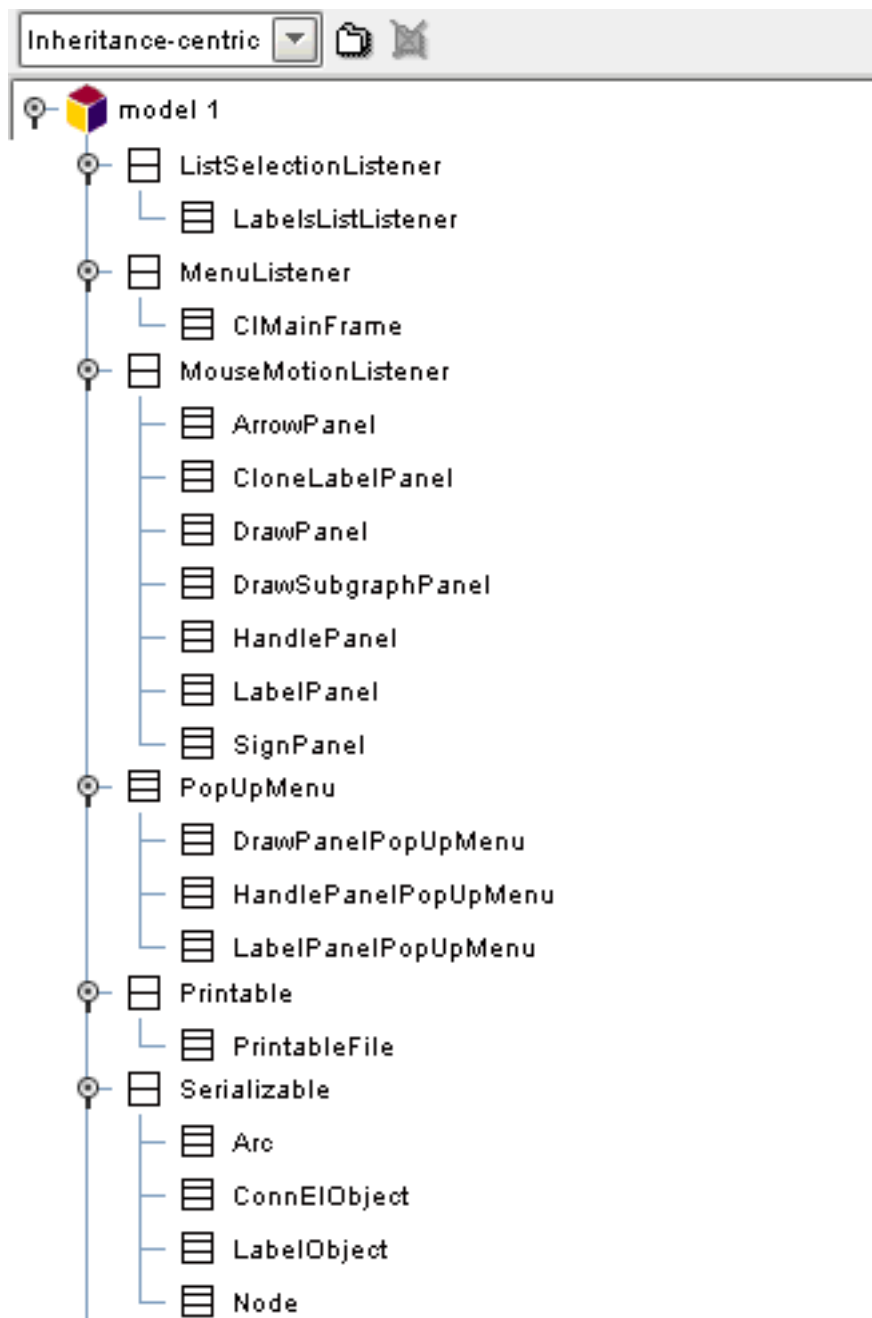 Inheritance-centric
model 1
ListSelectionListener
LabelsListListener
MenuListener
ClMainFrame
MouseMotionListener
ArrowPanel
CloneLabelPanel
DrawPanel
DrawSubgraphPanel
HandlePanel
LabelPanel
SignPanel
PopUpMenu
DrawPanelPopUpMenu
HandlePanelPopUpMenu
LabelPanelPopUpMenu
Printable
PrintableFile
Serializable
Arc
ConnElObject
LabelObject
Node